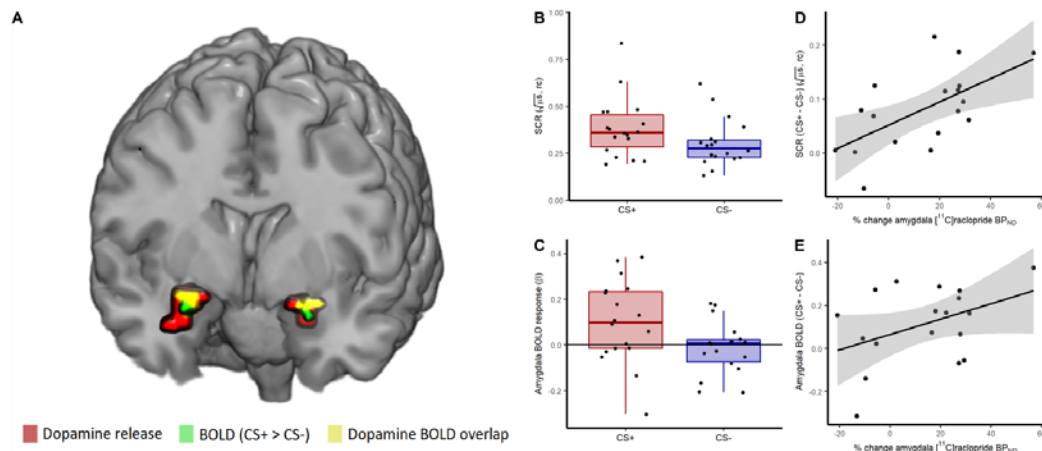 A
Dopamine release
BOLD (CS+ > CS-)
Dopamine BOLD overlap
B
SCR (√μs, rc)
1.00
0.75
0.50
0.25
0.00
CS+
CS-
C
Amygdala BOLD response (β)
0.4
0.2
0.0
-0.2
CS+
CS-
D
SCR (CS+ - CS-) (√μs, rc)
0.2
0.1
0.0
-20
0
20
40
60
% change amygdala [¹¹C]raclopride BPND
E
Amygdala BOLD (CS+ - CS-)
0.4
0.2
0.0
-0.2
-20
0
20
40
% change amygdala [¹¹C]raclopride BPND